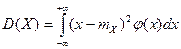 D(X) = ∫_{-∞}^{+∞} (x - m_X)² φ(x)dx